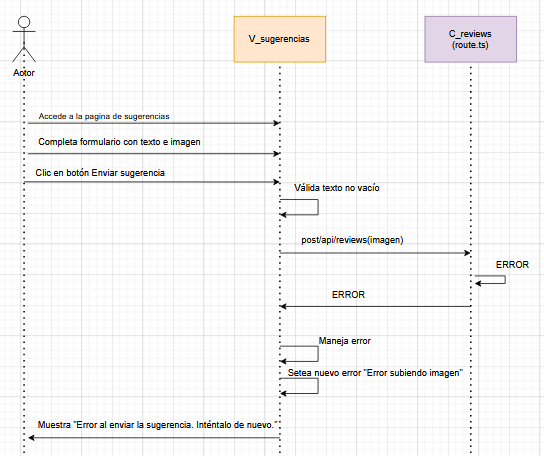 V_sugerencias
C_reviews
(route.ts)
Actor
Accede a la pagina de sugerencias
Completa formulario con texto e imagen
Clic en botón Enviar sugerencia
Válida texto no vacío
post/api/reviews(imagen)
ERROR
ERROR
Maneja error
Setea nuevo error "Error subiendo imagen"
Muestra "Error al enviar la sugerencia. Inténtalo de nuevo."